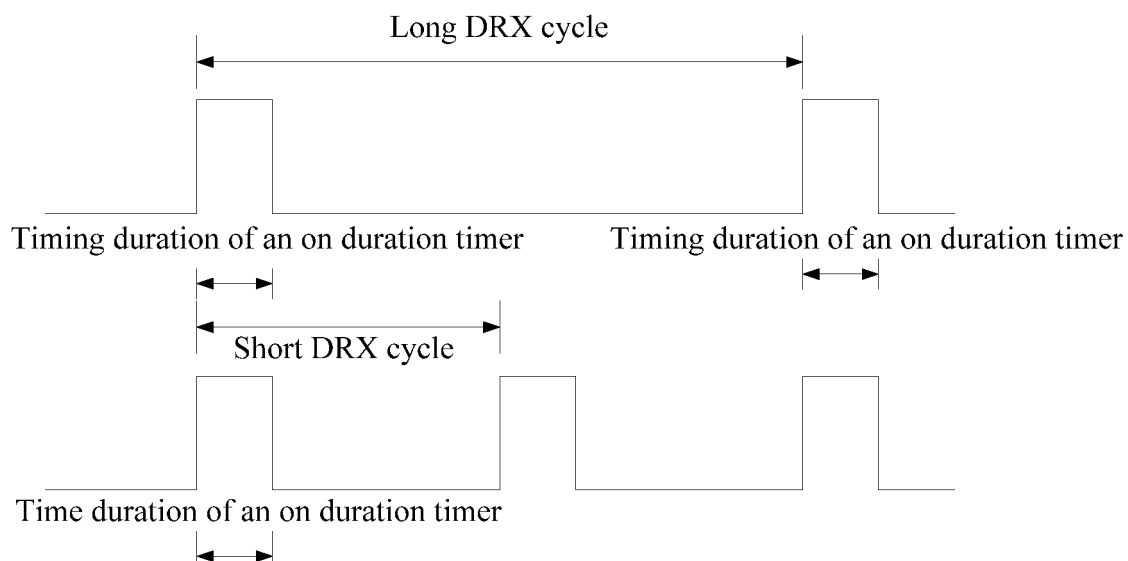 Long DRX cycle
Timing duration of an on duration timer
Timing duration of an on duration timer
Short DRX cycle
Time duration of an on duration timer